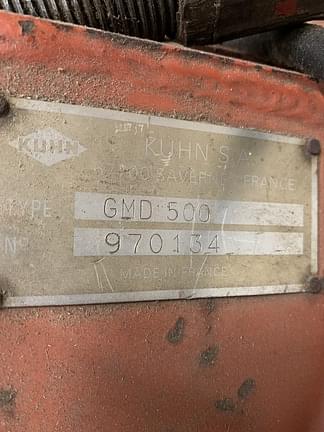 KUHN
KUHN S.A.
SAVERNE FRANCE
TYPE GMD 500
N° 970134
MADE IN FRANCE